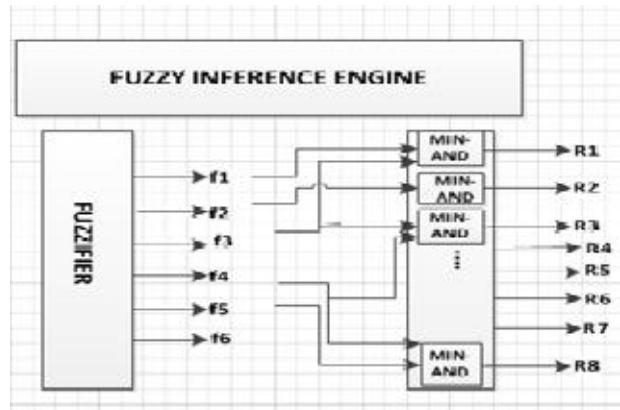 FUZZY INFERENCE ENGINE
FUZZIFIER
f1
f2
f3
f4
f5
f6
MIN-
AND
MIN-
AND
MIN-
AND
MIN-
AND
R1
R2
R3
R4
R5
R6
R7
R8